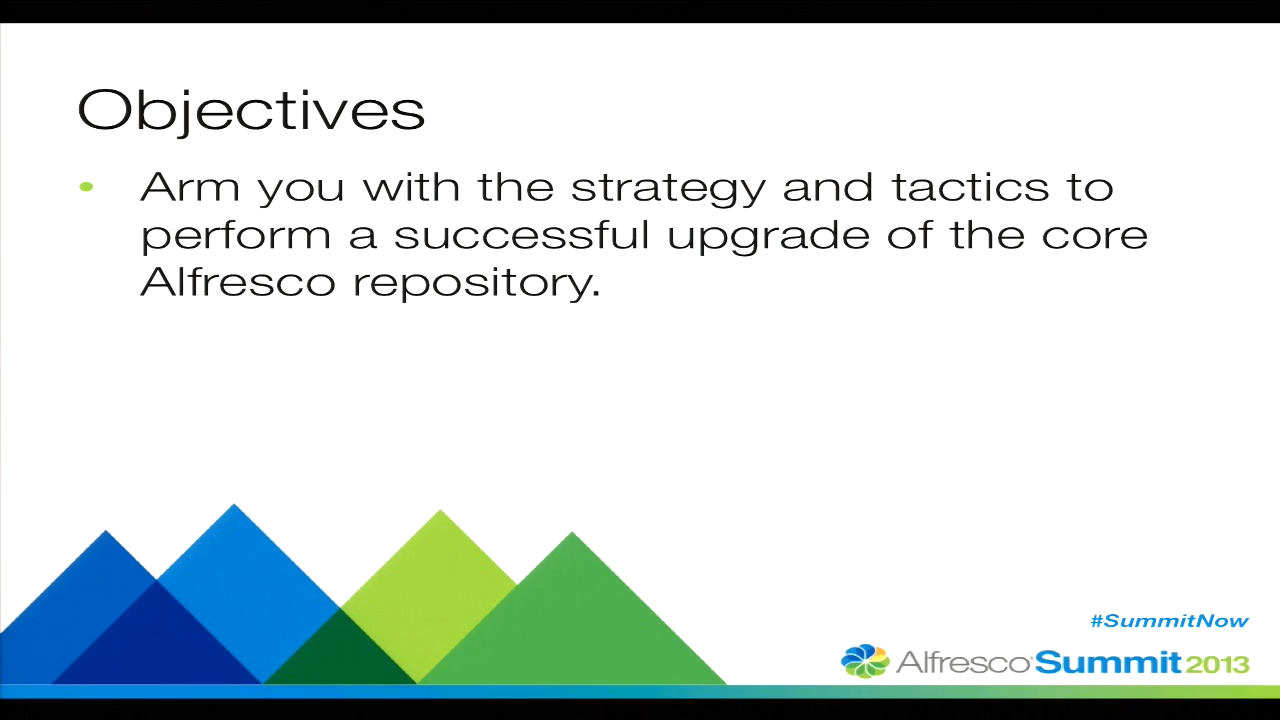 Objectives
• Arm you with the strategy and tactics to
perform a successful upgrade of the core
Alfresco repository.
#SummitNow
Alfresco Summit 2013